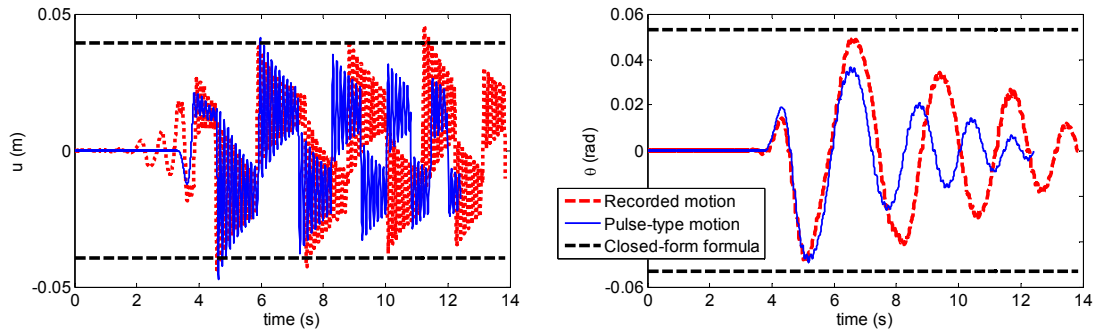 0.05
0
-0.05
u (m)
0 2 4 6 8 10 12 14
time (s)
0.06
0.04
0.02
0
-0.02
-0.04
-0.06
θ (rad)
0 2 4 6 8 10 12 14
time (s)
Recorded motion
Pulse-type motion
Closed-form formula